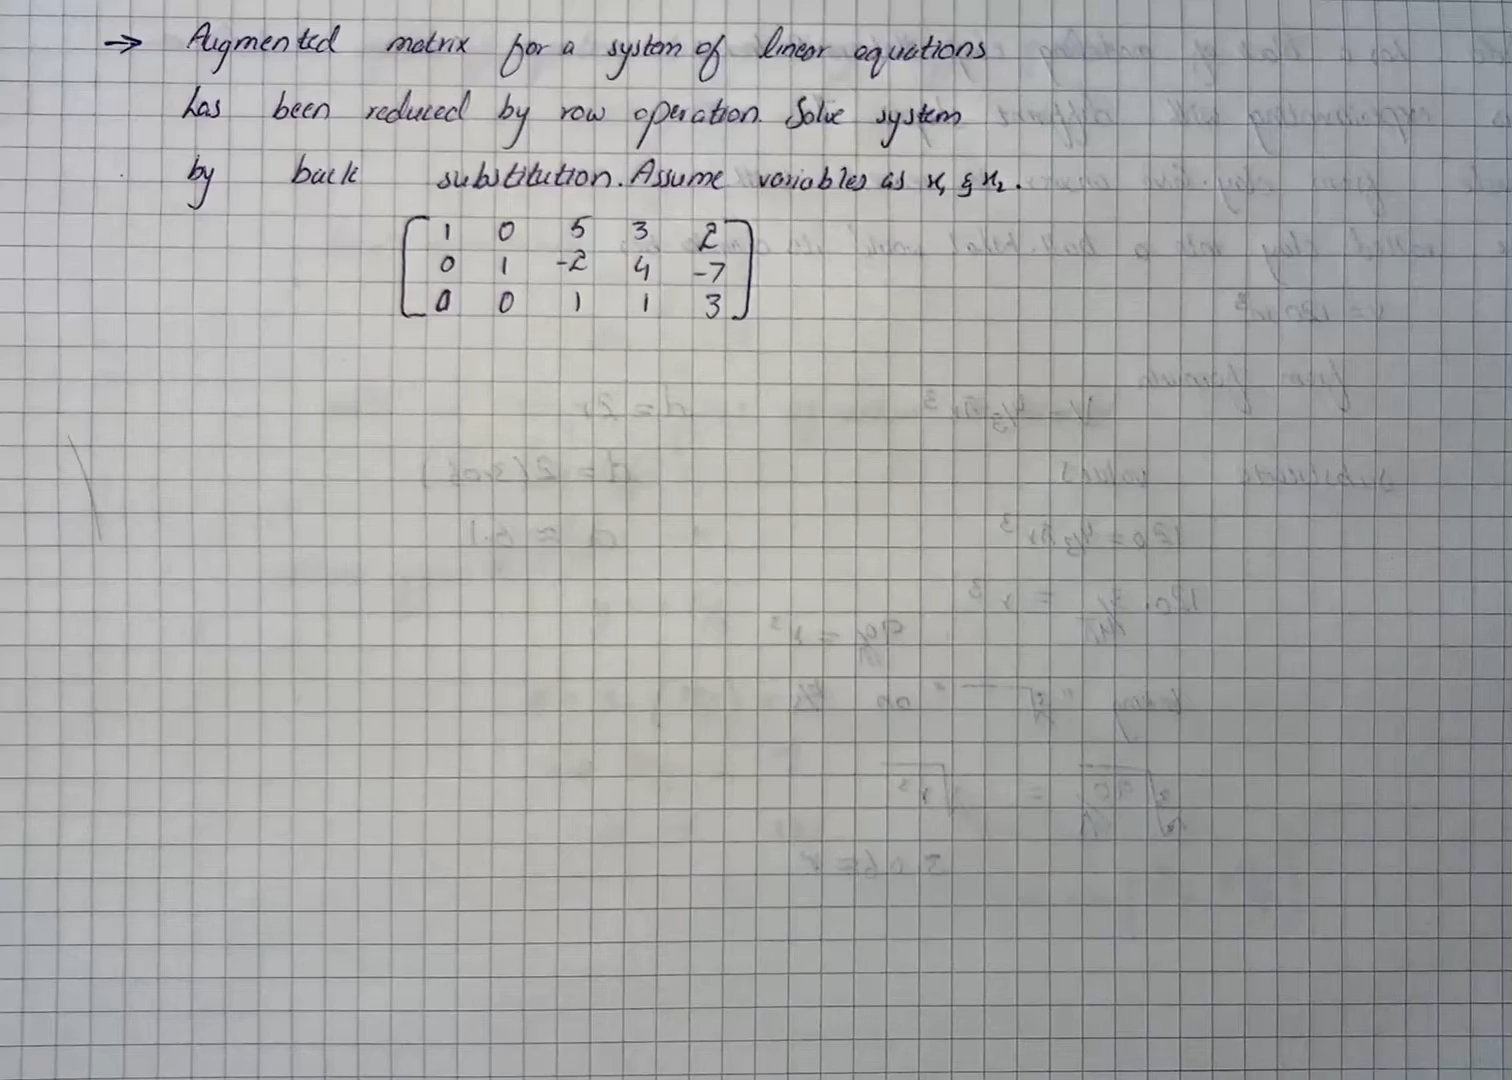 → Augmented matrix for a system of linear equations
has been reduced by row operation. Solve system
by back substitution. Assume variables as x₁ & x₂.
1 0 5 3 2
0 1 -2 4 -7
0 0 1 1 3